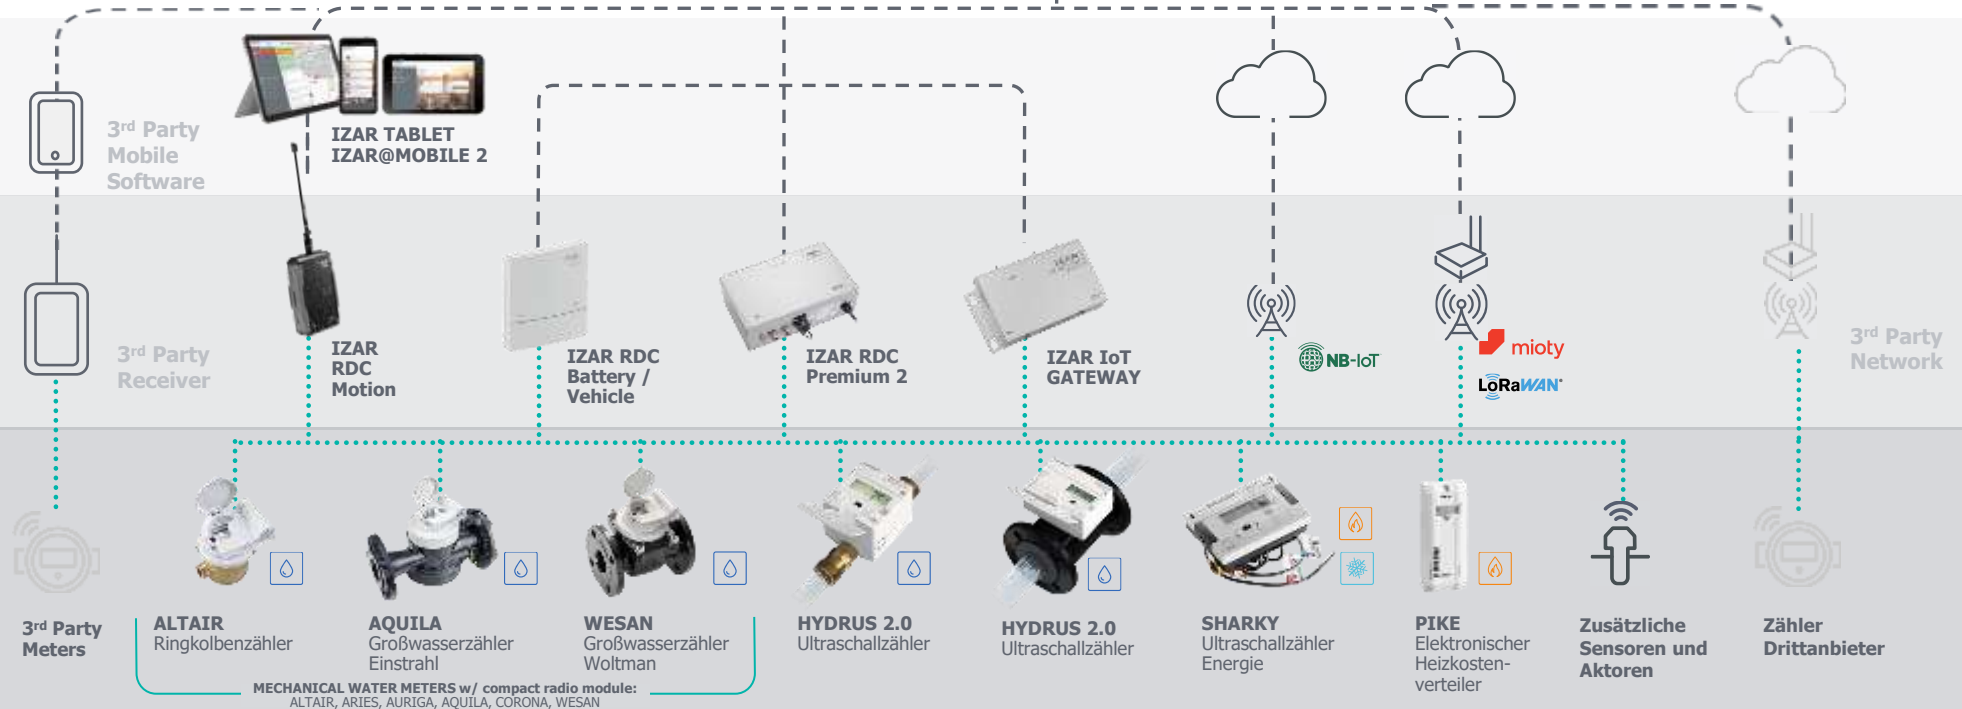 3rd Party
Mobile
Software
IZAR TABLET
IZAR@MOBILE 2
3rd Party
Receiver
IZAR
RDC
Motion
IZAR RDC
Battery /
Vehicle
IZAR RDC
Premium 2
IZAR
IZAR IoT
GATEWAY
NB-IoT
mioty
LoRaWAN
3rd Party
Network
3rd Party
Meters
ALTAIR
Ringkolbenzähler
AQUILA
Großwasserzähler
Einstrahl
WESAN
Großwasserzähler
Woltman
MECHANICAL WATER METERS w/ compact radio module:
ALTAIR, ARIES, AURIGA, AQUILA, CORONA, WESAN
HYDRUS 2.0
Ultraschallzähler
HYDRUS 2.0
Ultraschallzähler
SHARKY
Ultraschallzähler
Energie
PIKE
Elektronischer
Heizkosten-
verteiler
Zusätzliche
Sensoren und
Aktoren
Zähler
Drittanbieter